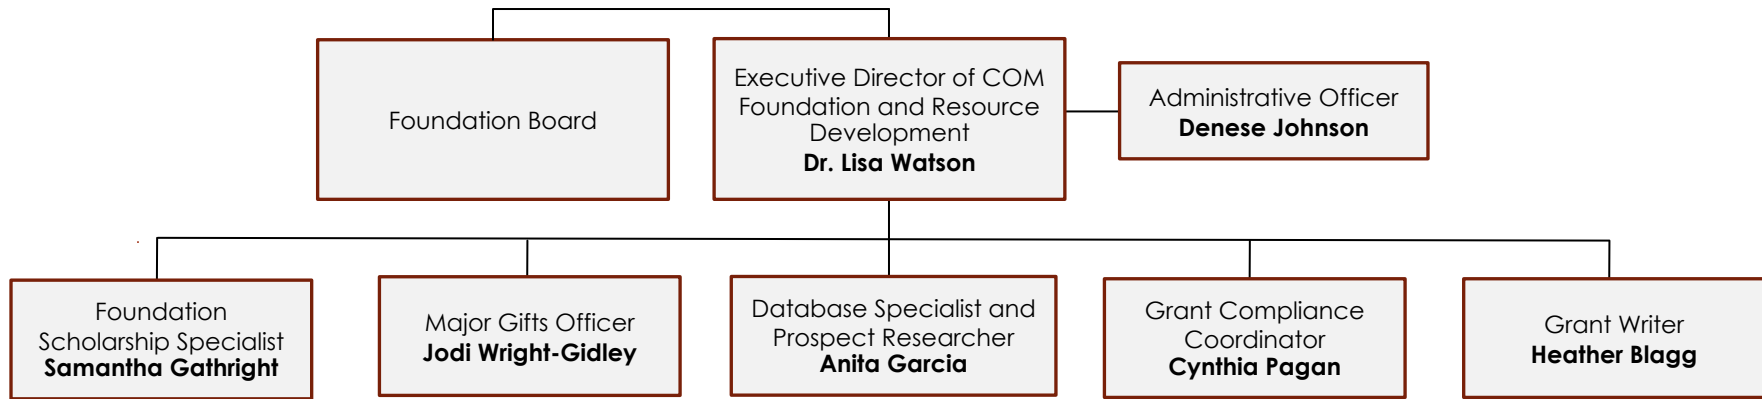 Foundation Board
Executive Director of COM
Foundation and Resource
Development
Dr. Lisa Watson
Administrative Officer
Denese Johnson
Foundation
Scholarship Specialist
Samantha Gathright
Major Gifts Officer
Jodi Wright-Gidley
Database Specialist and
Prospect Researcher
Anita Garcia
Grant Compliance
Coordinator
Cynthia Pagan
Grant Writer
Heather Blagg